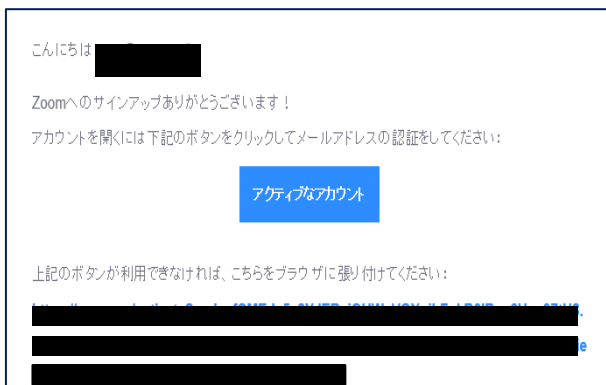 こんにちは
Zoomへのサインアップありがとうございます！
アカウントを開くには下記のボタンをクリックしてメールアドレスの認証をしてください：
アクティブなアカウント
上記のボタンが利用できなければ、こちらをブラウザに張り付けてください：